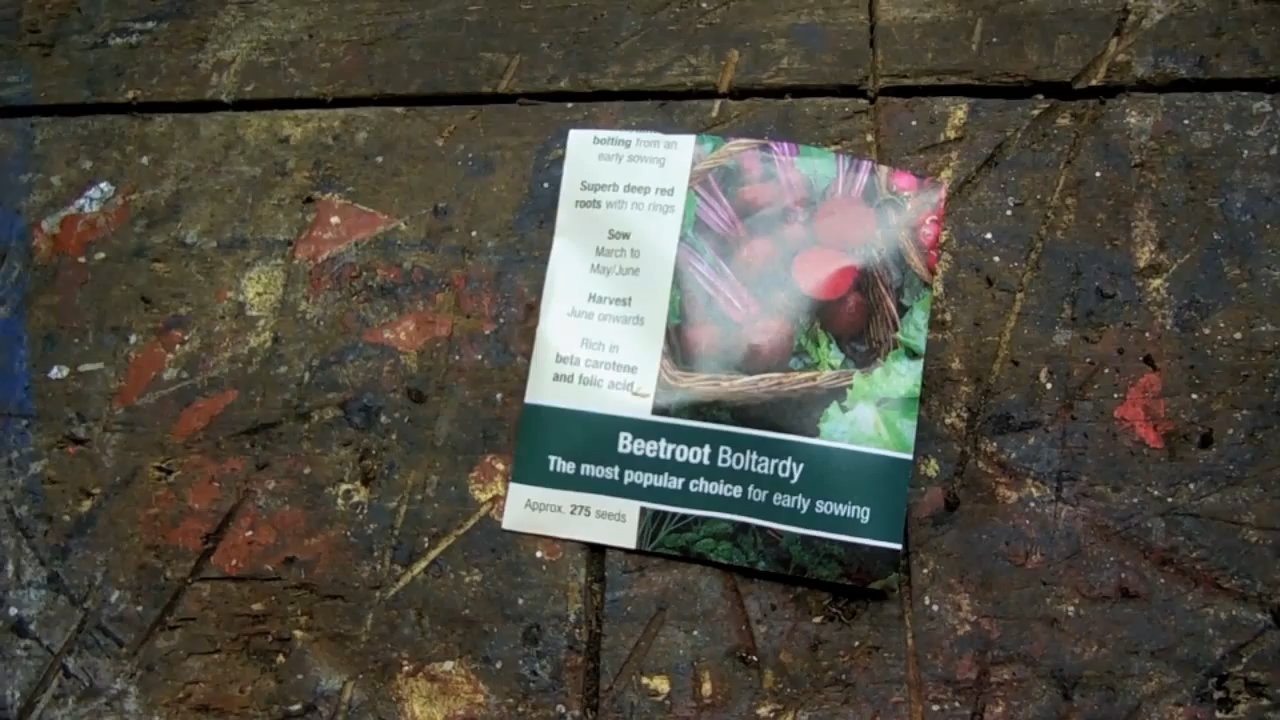 bolting from an
early sowing
Superb deep red
roots with no rings
Sow
March to
May/June
Harvest
June onwards
Rich in
beta carotene
and folic acid
Beetroot Boltardy
The most popular choice for early sowing
Approx. 275 seeds